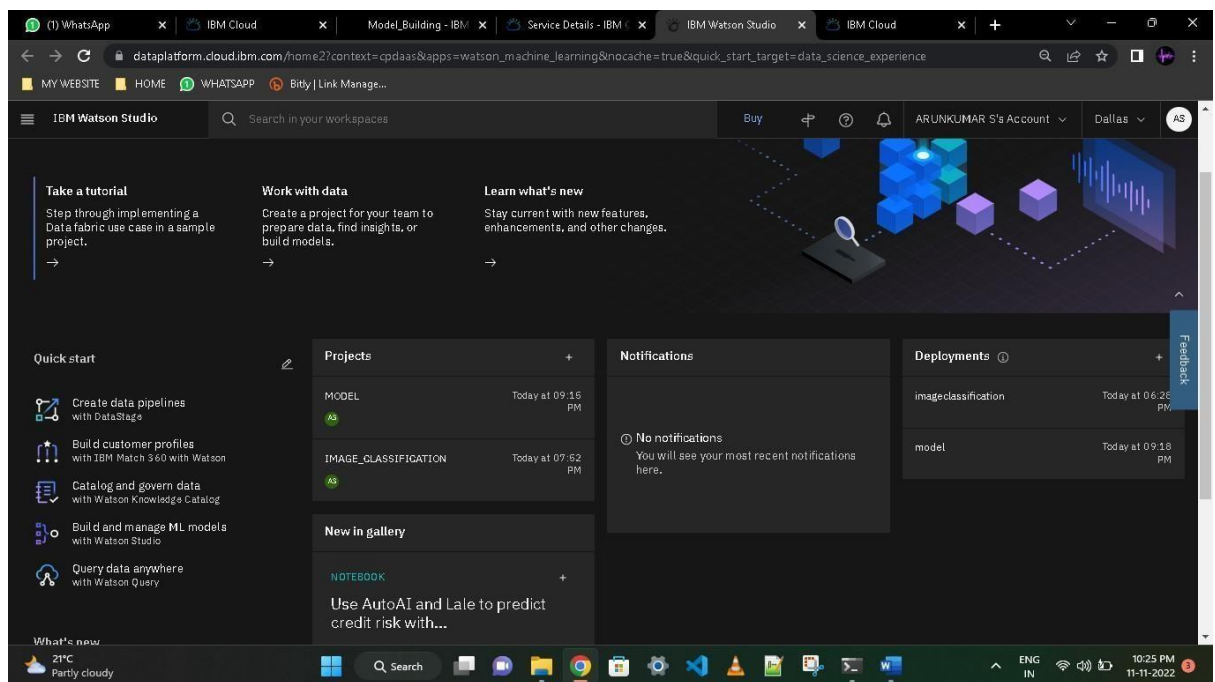 (1) WhatsApp
IBM Cloud
Model_Building - IBM
Service Details - IBM C
IBM Watson Studio
IBM Cloud
dataplatform.cloud.ibm.com/home2?context=cpdaas&apps=watson_machine_learning&nocache=true&quick_start_target=data_science_experience
MY WEBSITE
HOME
WHATSAPP
Bitly | Link Manage...
IBM Watson Studio
Search in your workspaces
Buy
ARUNKUMAR S's Account
Dallas
AS
Take a tutorial
Step through implementing a
Data fabric use case in a sample
project.
Work with data
Create a project for your team to
prepare data, find insights, or
build models.
Learn what's new
Stay current with new features,
enhancements, and other changes.
Feedback
Quick start
Create data pipelines
with DataStage
Build customer profiles
with IBM Match 360 with Watson
Catalog and govern data
with Watson Knowledge Catalog
Build and manage ML models
with Watson Studio
Query data anywhere
with Watson Query
What's new
Projects
MODEL
Today at 09:15
PM
AS
IMAGE_CLASSIFICATION
Today at 07:52
PM
AS
New in gallery
NOTEBOOK
Use AutoAI and Lale to predict
credit risk with...
Notifications
No notifications
You will see your most recent notifications
here.
Deployments
imageclassification
Today at 06:28
PM
model
Today at 09:18
PM
21°C
Partly cloudy
Search
ENG
IN
10:25 PM
11-11-2022
3